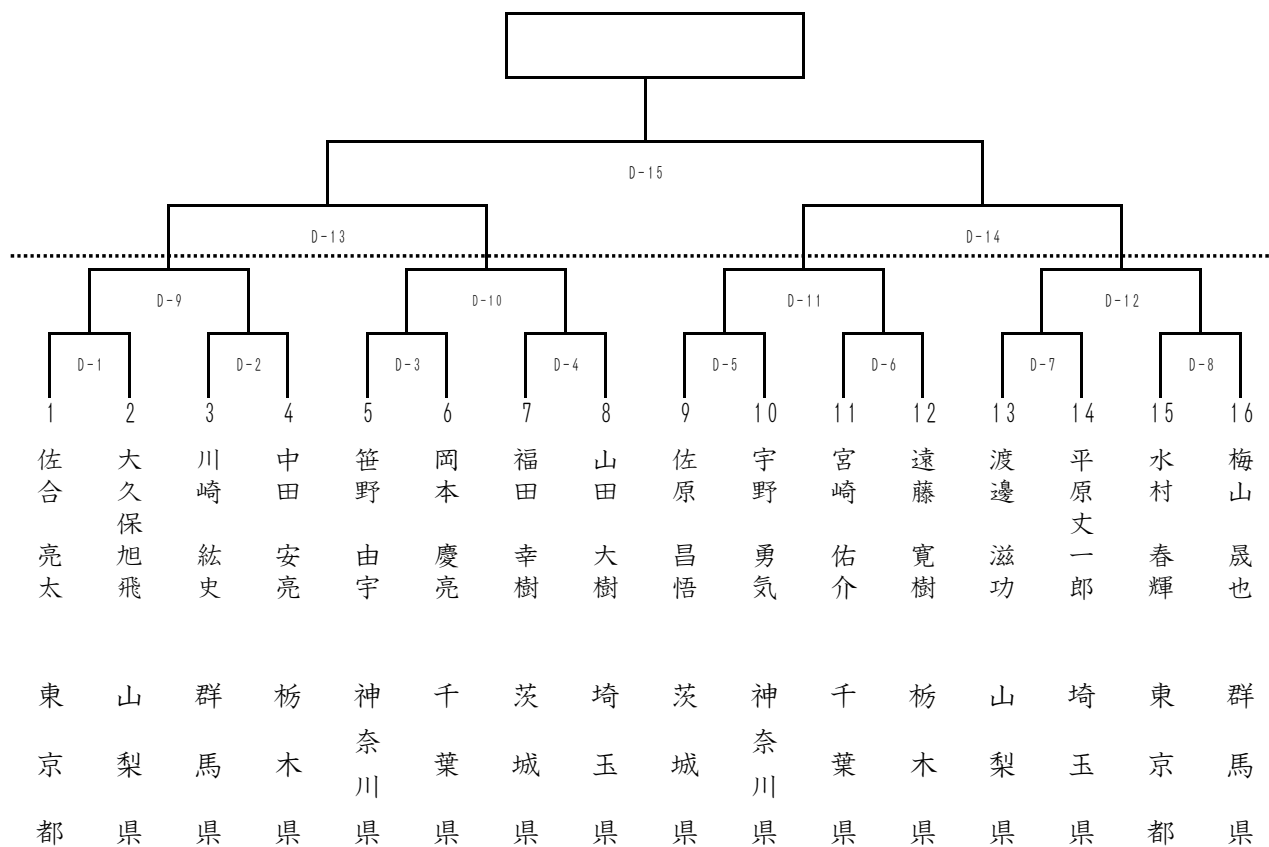 D-15
D-13
D-14
D-9
D-10
D-11
D-12
D-1
D-2
D-3
D-4
D-5
D-6
D-7
D-8
1
2
3
4
5
6
7
8
9
10
11
12
13
14
15
16
佐合 亮太
大久保旭飛
川崎 紘史
中田 安亮
笹野 由宇
岡本 慶亮
福田 幸樹
山田 大樹
佐原 昌悟
宇野 勇気
宮崎 佑介
遠藤 寛樹
渡邊 滋功
平原丈一郎
水村 春輝
梅山 晟也
東京都
山梨県
群馬県
栃木県
神奈川県
千葉県
茨城県
埼玉県
茨城県
神奈川県
千葉県
栃木県
山梨県
埼玉県
東京都
群馬県